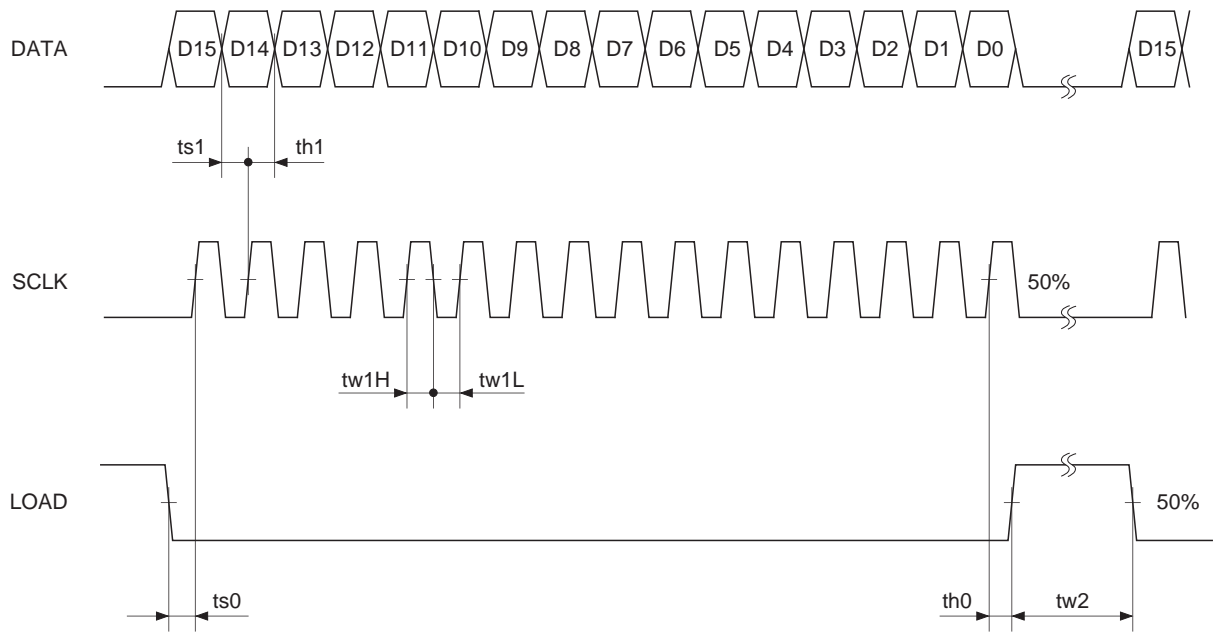 DATA D15 D14 D13 D12 D11 D10 D9 D8 D7 D6 D5 D4 D3 D2 D1 D0 D15
ts1 th1
SCLK 50%
tw1H tw1L
LOAD 50%
ts0 th0 tw2